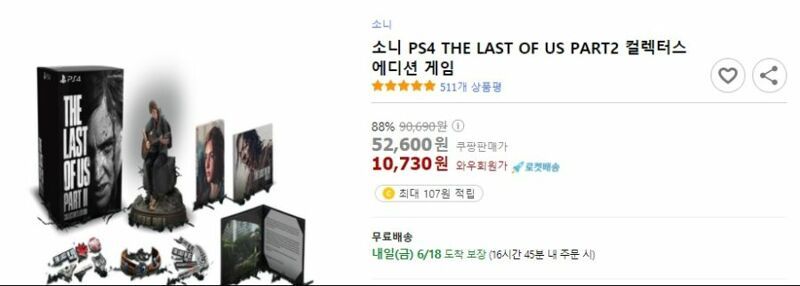 소니
소니 PS4 THE LAST OF US PART2 컬렉터스
에디션 게임
511개 상품평
88% 90,690원
52,600원 쿠팡판매가
10,730원 와우회원가 로켓배송
C 최대 107원 적립
무료배송
내일(금) 6/18 도착 보장 (16시간 45분 내 주문 시)
PS4
THE
LAST
OF US
PART II